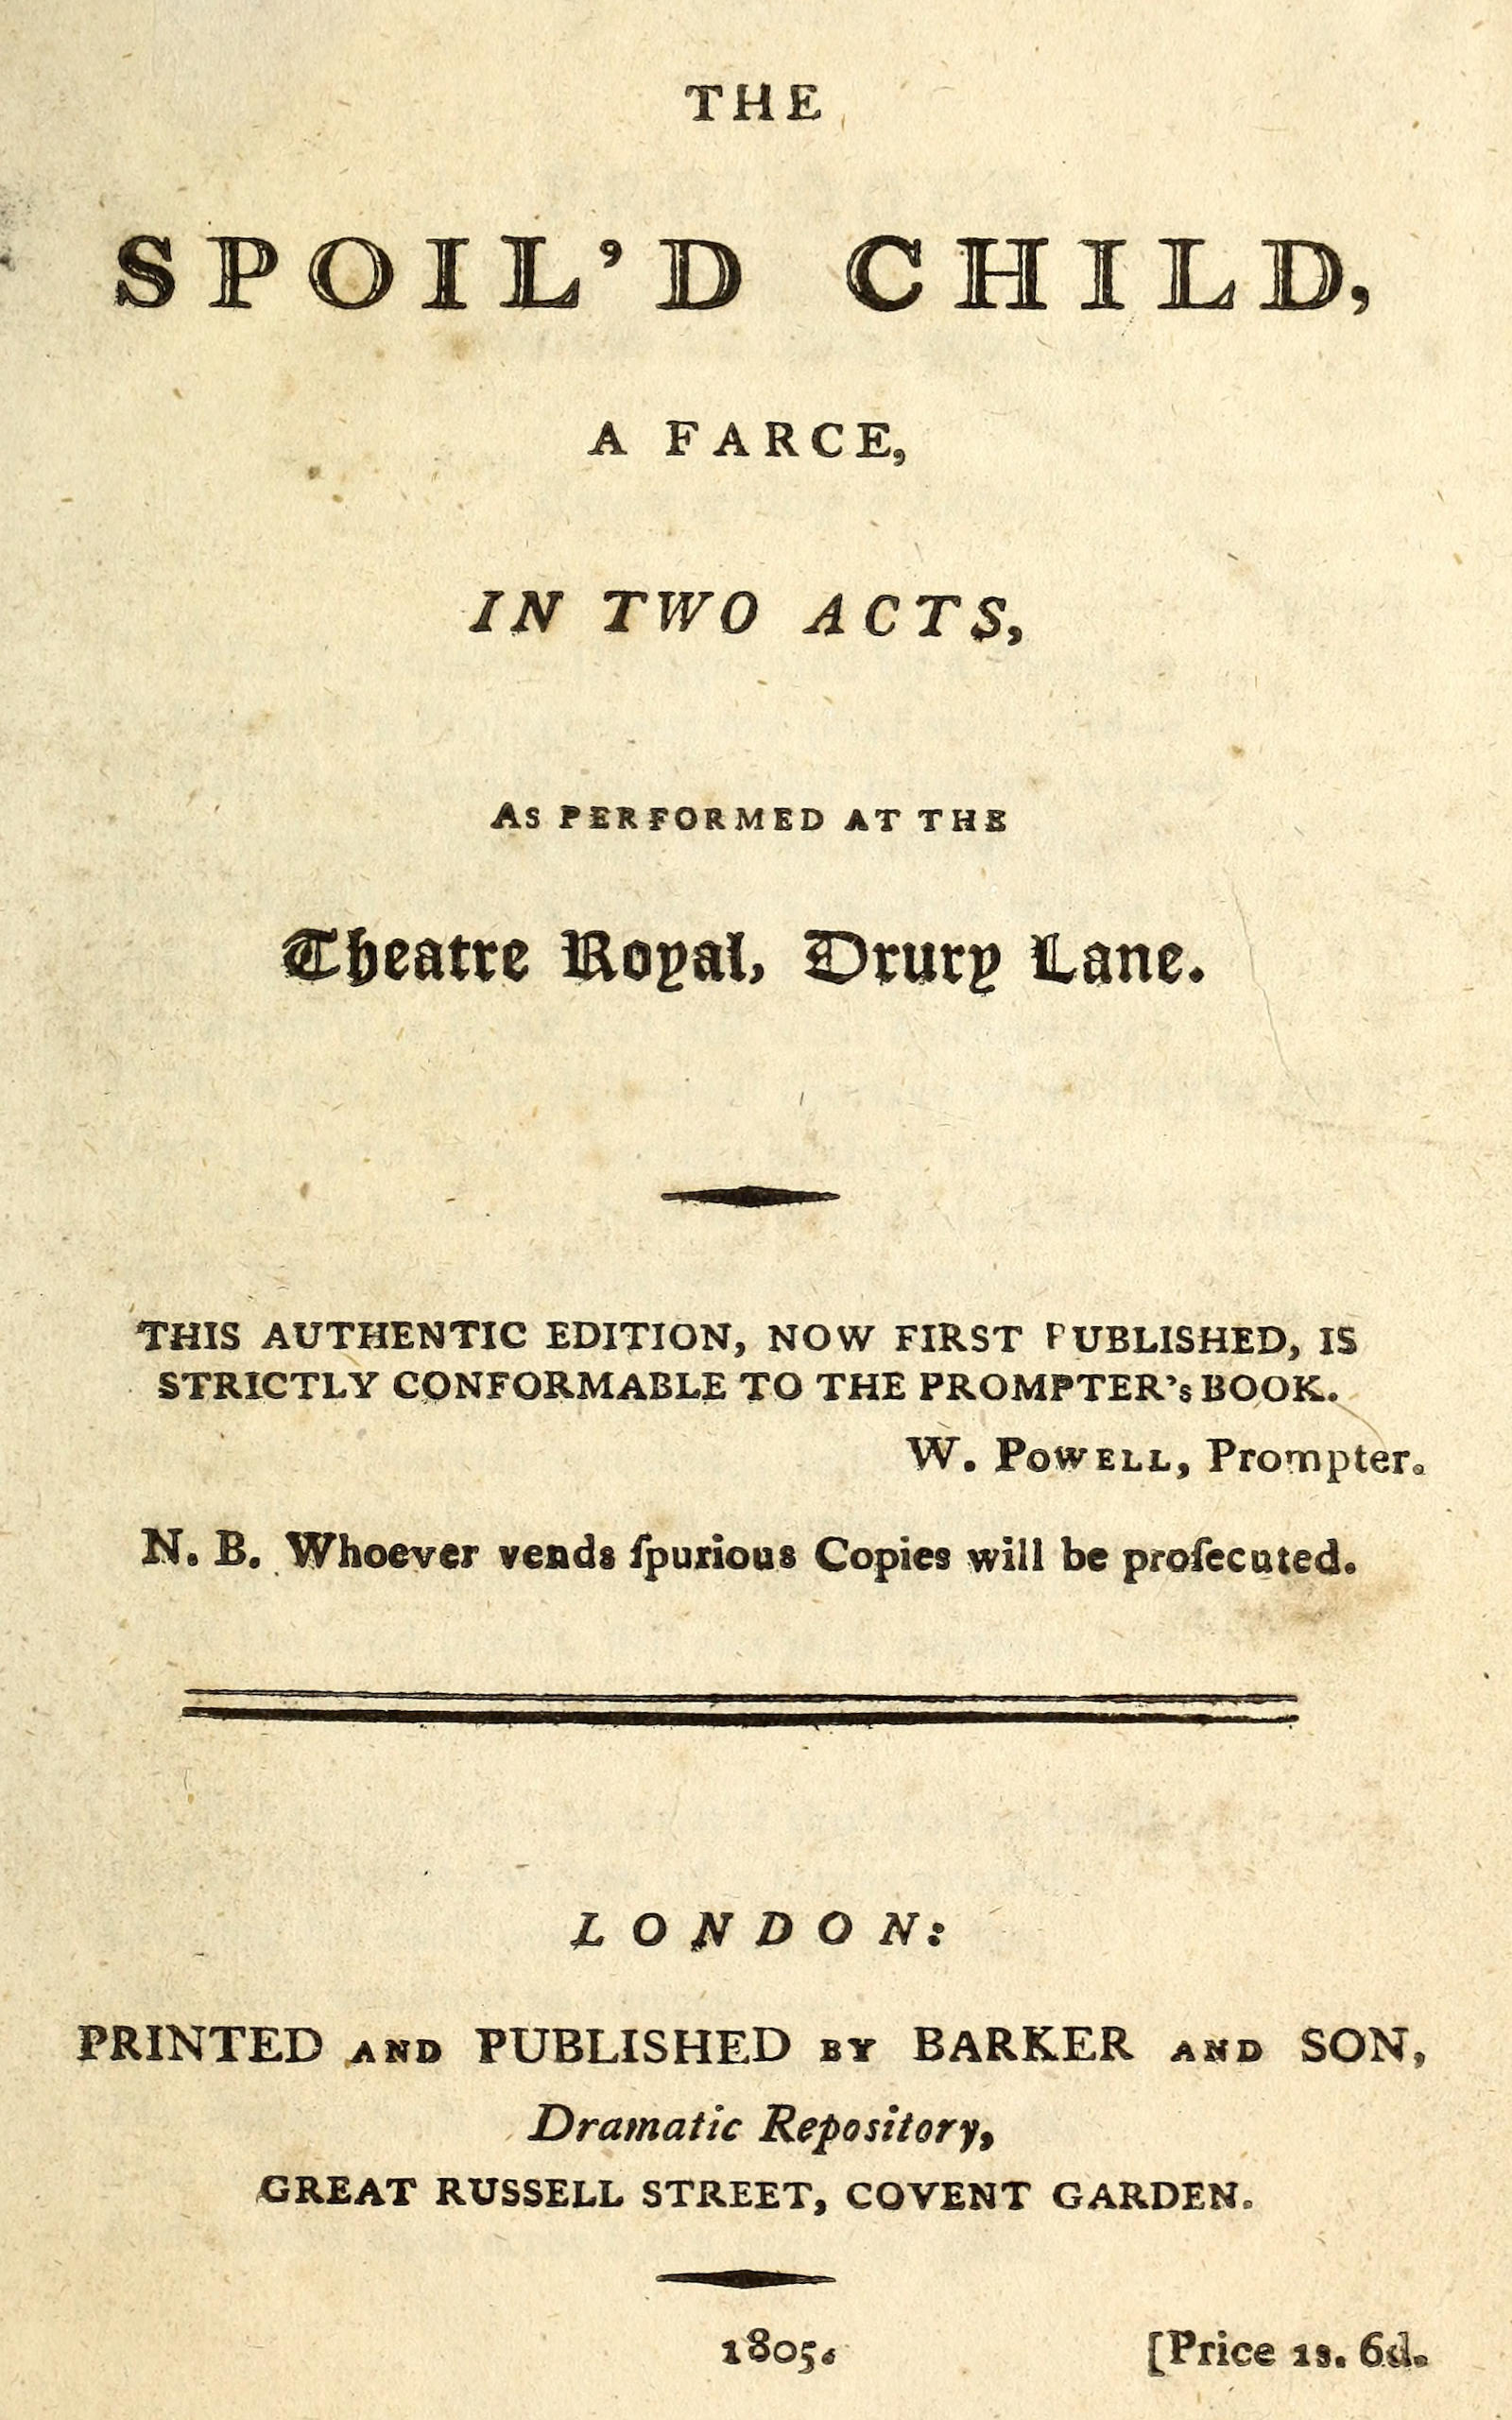 THE
SPOIL'D CHILD,
A FARCE,
IN TWO ACTS,
AS PERFORMED AT THE
Theatre Royal, Drury Lane.
THIS AUTHENTIC EDITION, NOW FIRST PUBLISHED, IS
STRICTLY CONFORMABLE TO THE PROMPTER's BOOK.
W. POWELL, Prompter.
N. B. Whoever vends ſpurious Copies will be proſecuted.
LONDON:
PRINTED AND PUBLISHED BY BARKER AND SON,
Dramatic Repository,
GREAT RUSSELL STREET, COVENT GARDEN.
1805. [Price 1s. 6d.